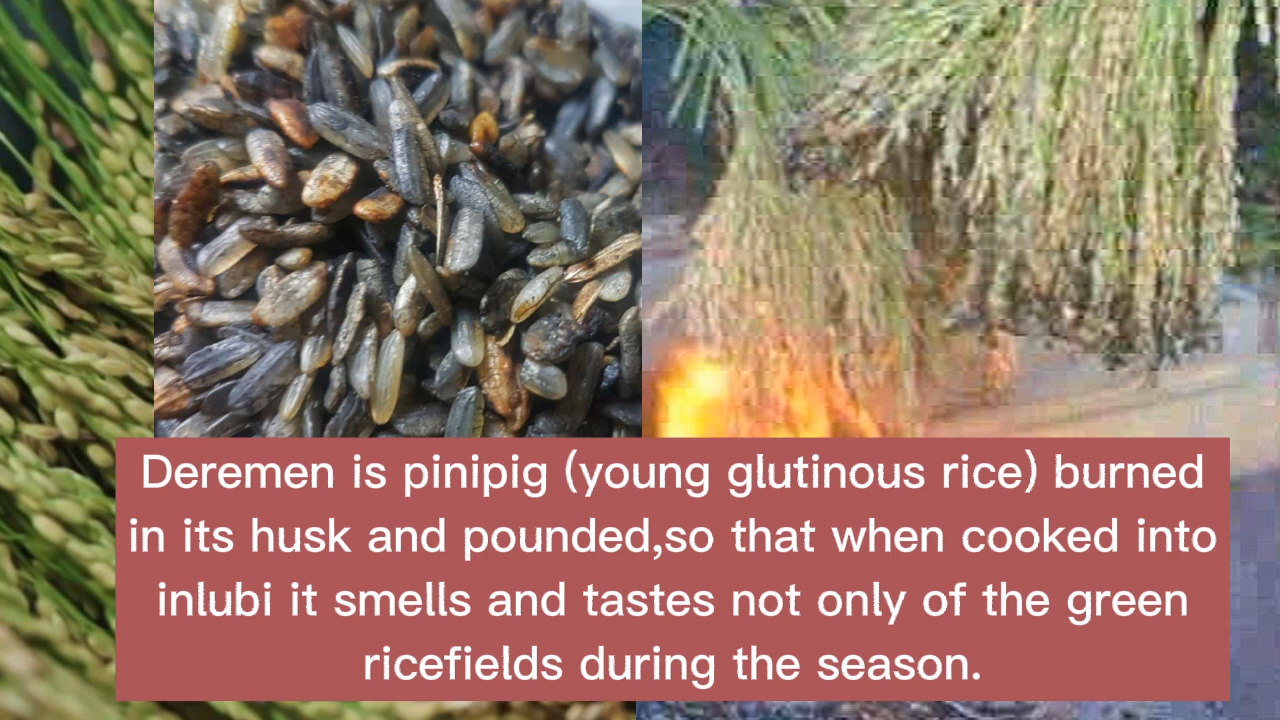 Deremen is pinipig (young glutinous rice) burned
in its husk and pounded,so that when cooked into
inlubi it smells and tastes not only of the green
ricefields during the season.